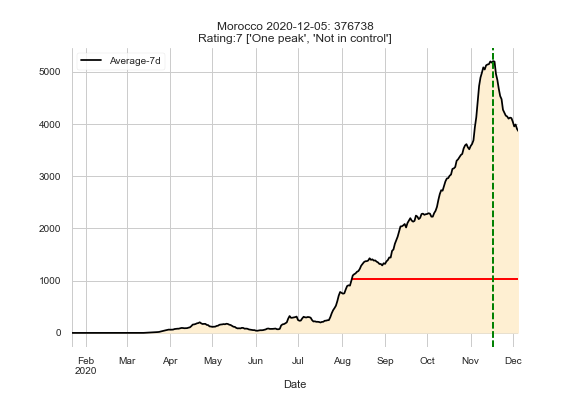 Morocco 2020-12-05: 376738
Rating:7 ['One peak', 'Not in control']
Average-7d
5000
4000
3000
2000
1000
0
Feb Mar Apr May Jun Jul Aug Sep Oct Nov Dec
2020
Date